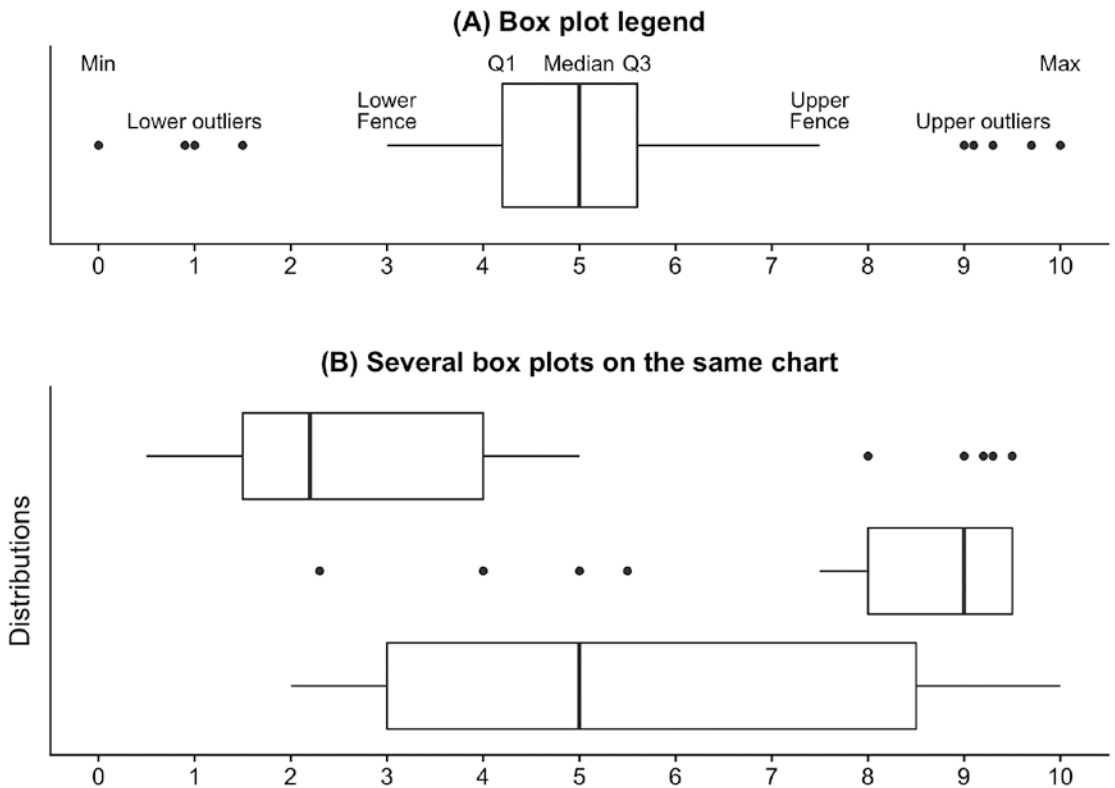 (A) Box plot legend
Min
Q1 Median Q3
Max
Lower outliers
Lower
Fence
Upper
Fence
Upper outliers
0 1 2 3 4 5 6 7 8 9 10
(B) Several box plots on the same chart
Distributions
0 1 2 3 4 5 6 7 8 9 10